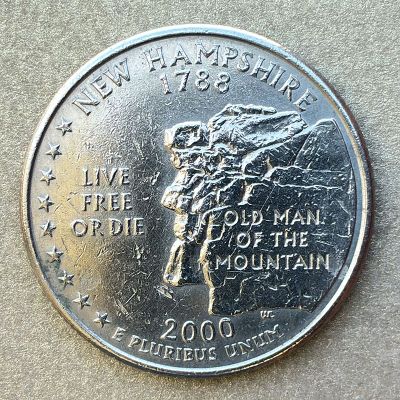 NEW HAMPSHIRE
1788
LIVE
FREE
OR DIE
OLD MAN
OF THE
MOUNTAIN
2000
E PLURIBUS UNUM